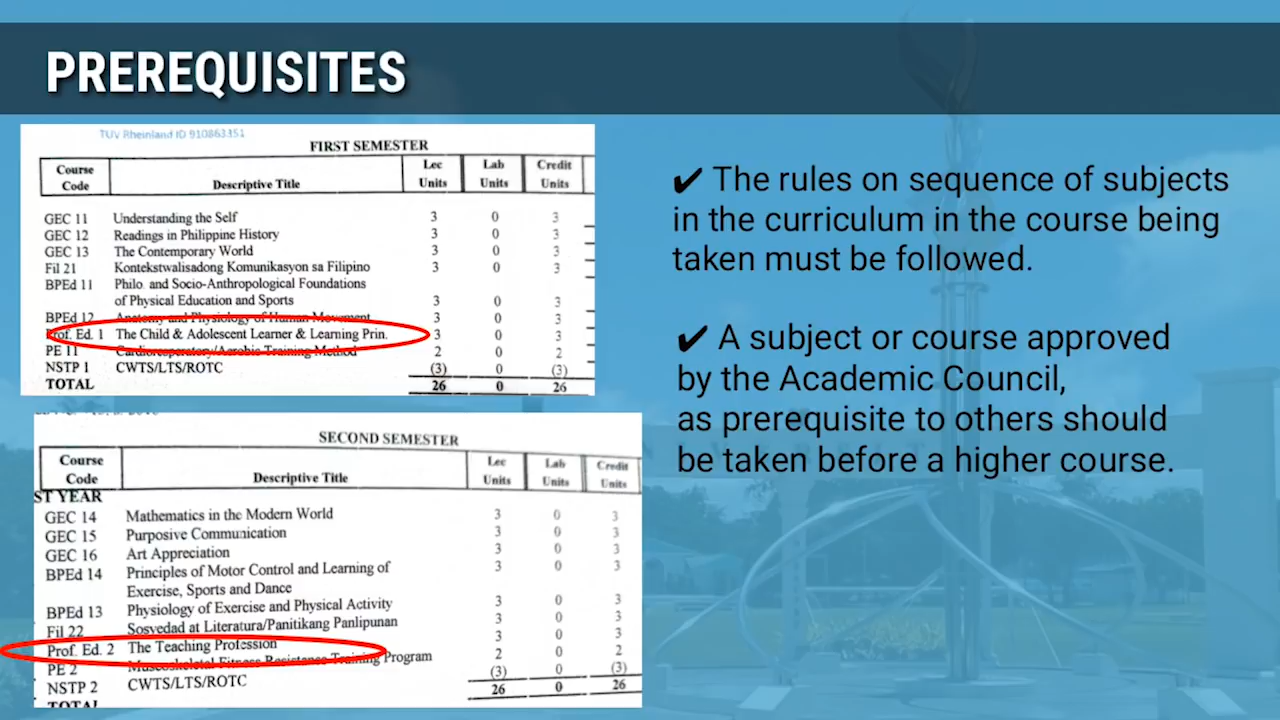 PREREQUISITES
TUV Rheinland ID 910863351
FIRST SEMESTER
Course Code Descriptive Title Lec Units Lab Units Credit Units
GEC 11 Understanding the Self 3 0 3
GEC 12 Readings in Philippine History 3 0 3
GEC 13 The Contemporary World 3 0 3
Fil 21 Kontekstwalisadong Komunikasyon sa Filipino 3 0 3
BPEd 11 Philo. and Socio-Anthropological Foundations
of Physical Education and Sports 3 0 3
BPEd 12 Anatomy and Physiology of Human Movement 3 0 3
Prof. Ed. 1 The Child & Adolescent Learner & Learning Prin. 3 0 3
PE 11 Cardiorespiratory/Aerobic Training Method 2 0 2
NSTP 1 CWTS/LTS/ROTC (3) 0 (3)
TOTAL 26 0 26
SECOND SEMESTER
Course Code Descriptive Title Lec Units Lab Units Credit Units
ST YEAR
GEC 14 Mathematics in the Modern World 3 0 3
GEC 15 Purposive Communication 3 0 3
GEC 16 Art Appreciation 3 0 3
BPEd 14 Principles of Motor Control and Learning of 3 0 3
Exercise, Sports and Dance
BPEd 13 Physiology of Exercise and Physical Activity 3 0 3
Fil 22 Sosyedad at Literatura/Panitikang Panlipunan 3 0 3
Prof. Ed. 2 The Teaching Profession 3 0 3
PE 2 Muscoskeletal Fitness Resistance Training Program 2 0 2
NSTP 2 CWTS/LTS/ROTC (3) 0 (3)
TOTAL 26 0 26
✔ The rules on sequence of subjects
in the curriculum in the course being
taken must be followed.
✔ A subject or course approved
by the Academic Council,
as prerequisite to others should
be taken before a higher course.